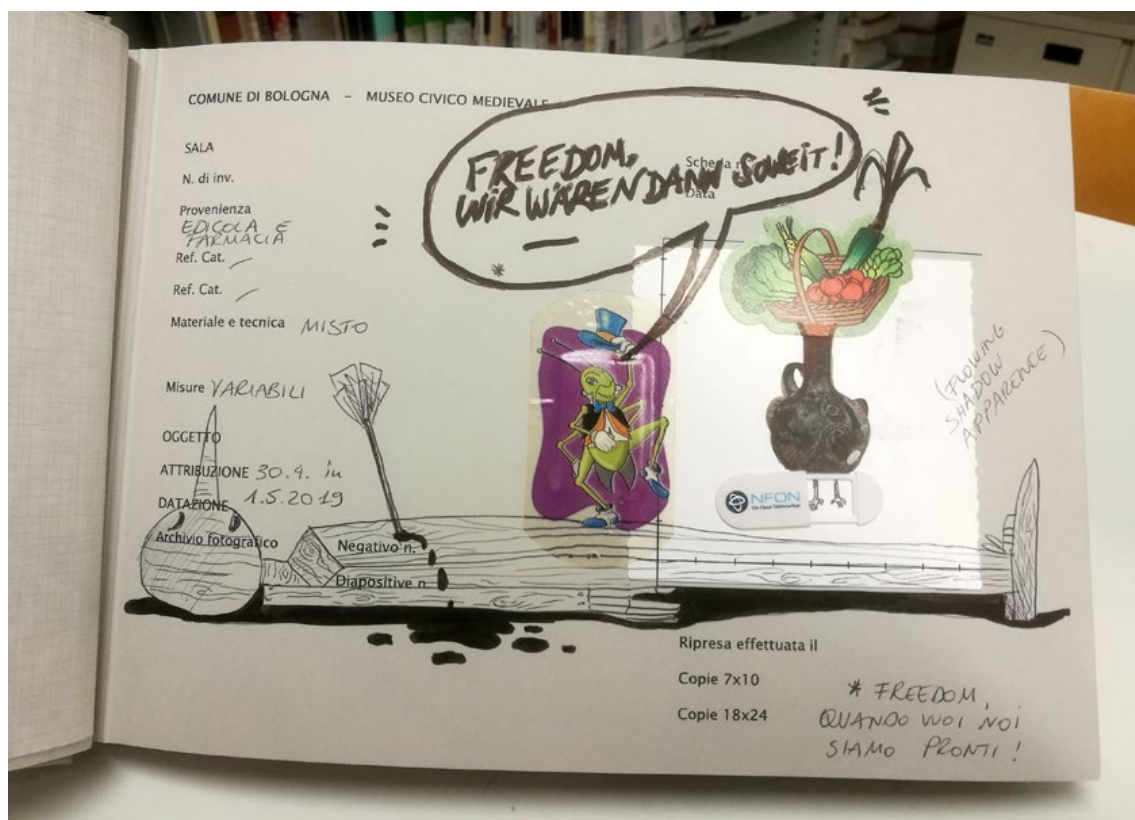 COMUNE DI BOLOGNA – MUSEO CIVICO MEDIEVALE
SALA
N. di inv.
Provenienza
EDICOLA E
FARMACIA
Ref. Cat.
Ref. Cat.
Materiale e tecnica MISTO
Misure VARIABILI
OGGETTO
ATTRIBUZIONE 30.4. in
DATAZIONE 1.5.2019
Archivio fotografico
Negativo n.
Diapositive n.
FREEDOM,
WIR WÄREN DANN SOWEIT!
*
Scheda
Data
NFON
(FLOWING
SHADOW
APPARENCE)
Ripresa effettuata il
Copie 7x10
Copie 18x24
* FREEDOM,
QUANDO VUOI NOI
SIAMO PRONTI!